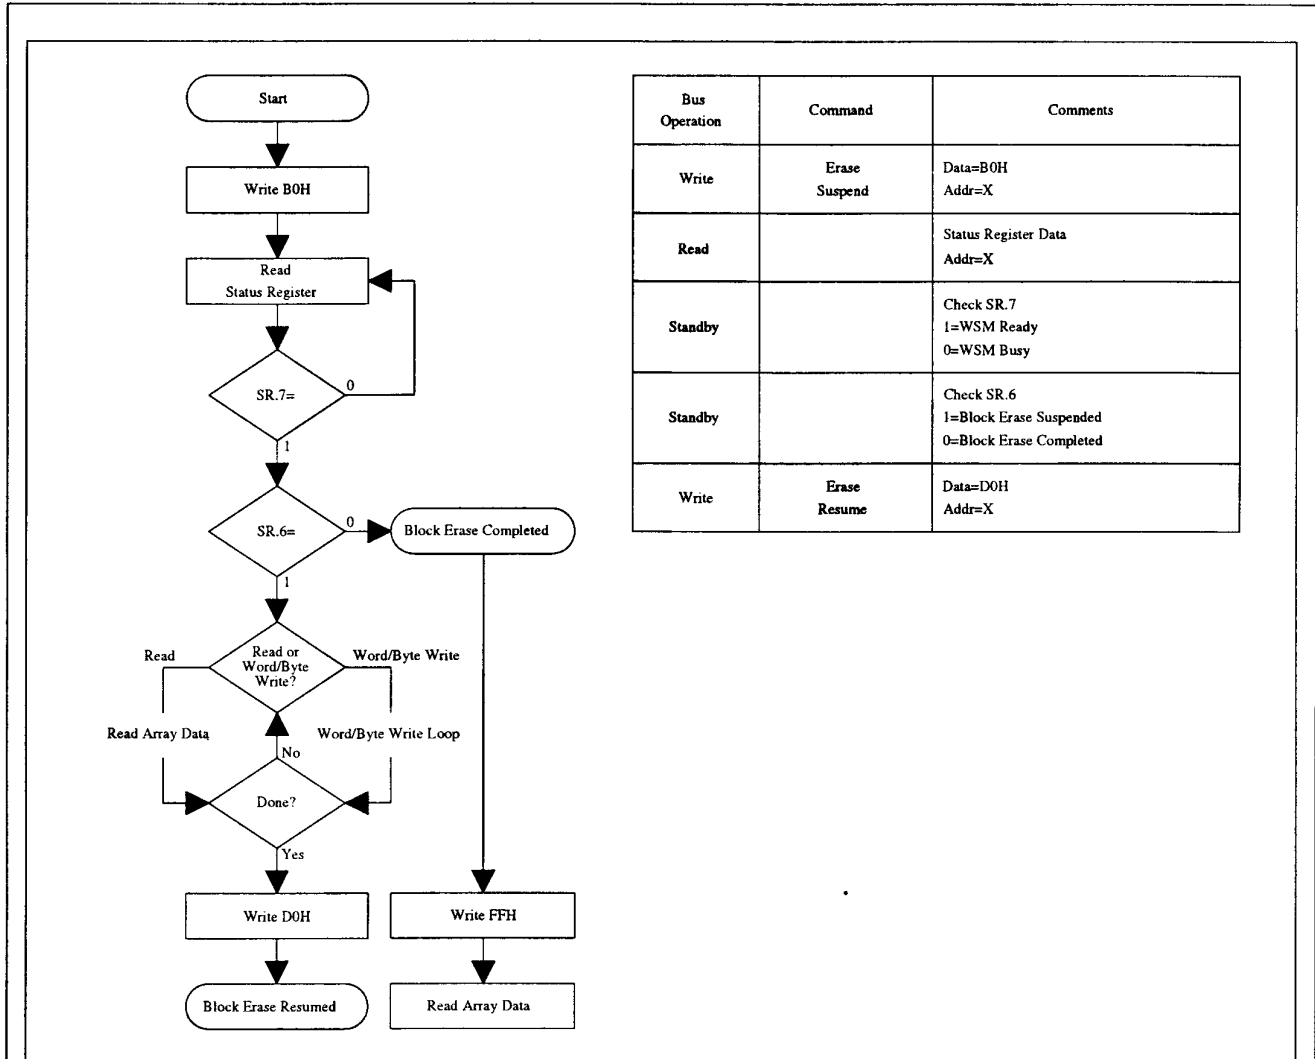 Start
Write B0H
Read
Status Register
SR.7=
0
1
SR.6=
0
Block Erase Completed
1
Read or
Word/Byte
Write?
Read
Word/Byte Write
Read Array Data
Word/Byte Write Loop
No
Done?
Yes
Write D0H
Write FFH
Block Erase Resumed
Read Array Data
Bus
Operation
Command
Comments
Write
Erase
Suspend
Data=B0H
Addr=X
Read
Status Register Data
Addr=X
Standby
Check SR.7
1=WSM Ready
0=WSM Busy
Standby
Check SR.6
1=Block Erase Suspended
0=Block Erase Completed
Write
Erase
Resume
Data=D0H
Addr=X